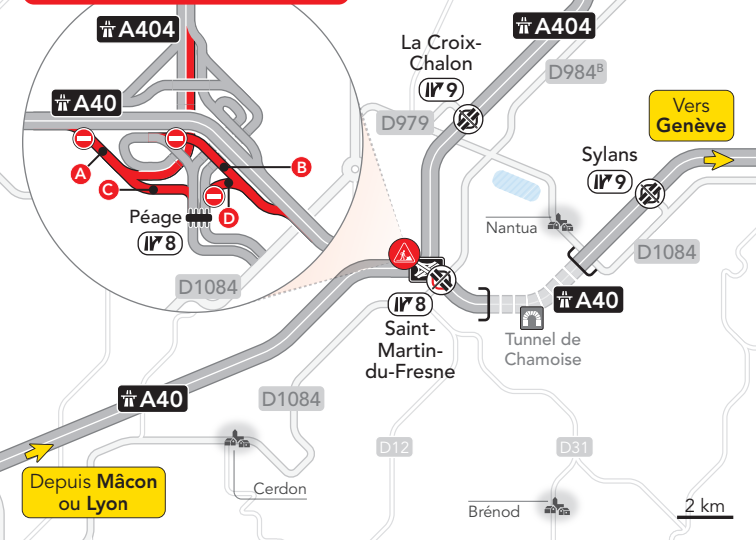 A404
A404
La Croix-
Chalon
9
D984B
D979
A40
Vers
Genève
Sylans
9
A
B
C
D
Péage
8
Nantua
D1084
D1084
A40
8
Saint-
Martin-
du-Fresne
Tunnel de
Chamoise
A40
D1084
D12
D31
Depuis Mâcon
ou Lyon
Cerdon
Brénod
2 km